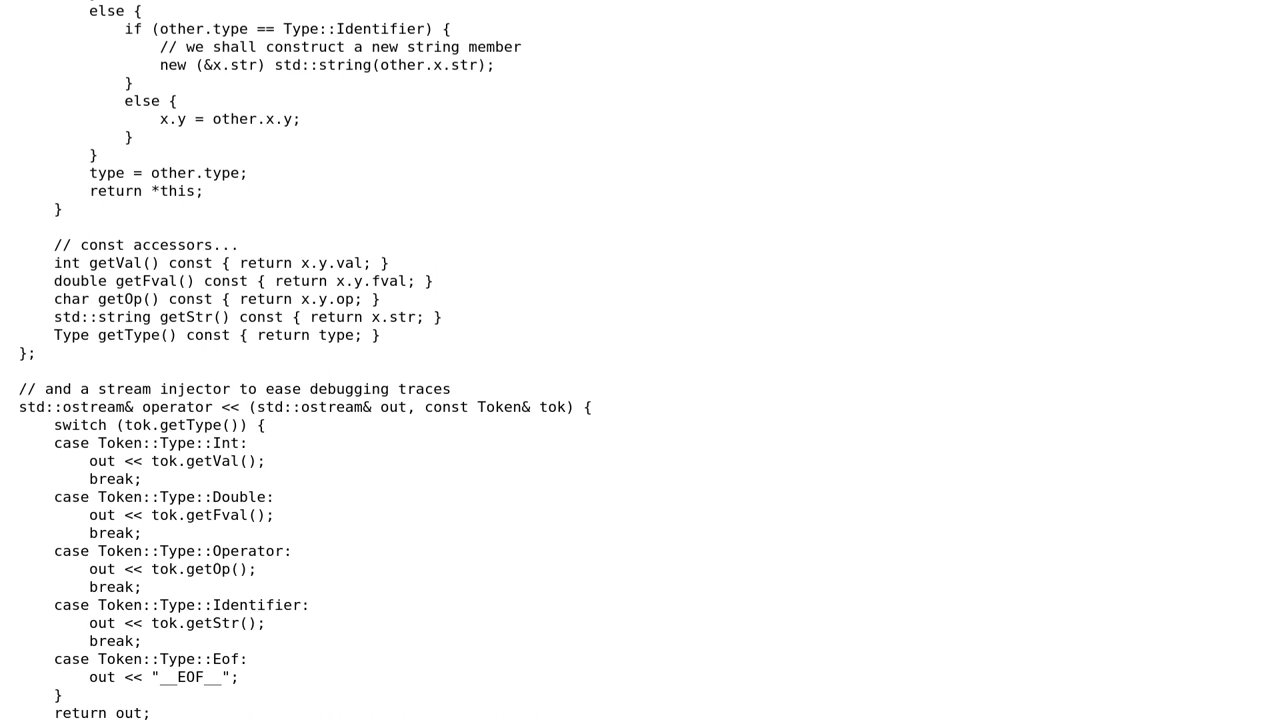 else {
            if (other.type == Type::Identifier) {
                // we shall construct a new string member
                new (&x.str) std::string(other.x.str);
            }
            else {
                x.y = other.x.y;
            }
        }
        type = other.type;
        return *this;
    }

    // const accessors...
    int getVal() const { return x.y.val; }
    double getFval() const { return x.y.fval; }
    char getOp() const { return x.y.op; }
    std::string getStr() const { return x.str; }
    Type getType() const { return type; }
};

// and a stream injector to ease debugging traces
std::ostream& operator << (std::ostream& out, const Token& tok) {
    switch (tok.getType()) {
    case Token::Type::Int:
        out << tok.getVal();
        break;
    case Token::Type::Double:
        out << tok.getFval();
        break;
    case Token::Type::Operator:
        out << tok.getOp();
        break;
    case Token::Type::Identifier:
        out << tok.getStr();
        break;
    case Token::Type::Eof:
        out << "__EOF__";
    }
    return out;